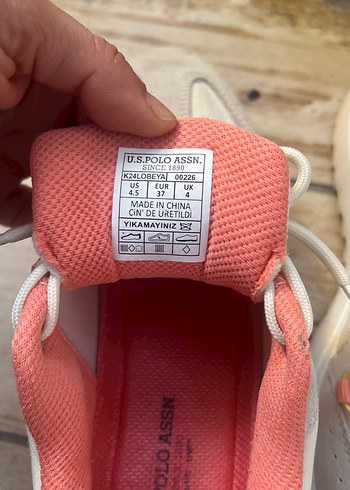 U.S.POLO ASSN.
SINCE 1890
K24LOBEYA 00226
US EUR UK
4.5 37 4
MADE IN CHINA
ÇİN' DE ÜRETİLDİ
YIKAMAYINIZ
POLO ASSN